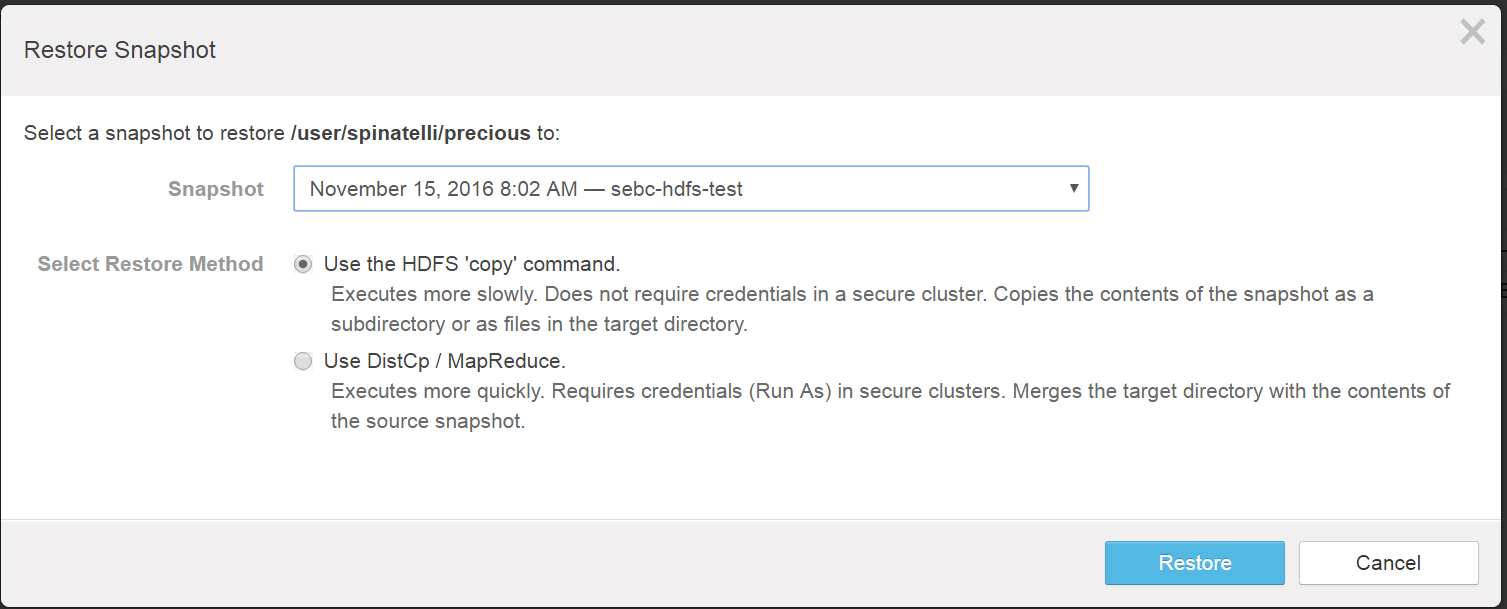 Restore Snapshot
Select a snapshot to restore /user/spinatelli/precious to:
Snapshot
November 15, 2016 8:02 AM — sebc-hdfs-test
Select Restore Method
Use the HDFS 'copy' command.
Executes more slowly. Does not require credentials in a secure cluster. Copies the contents of the snapshot as a
subdirectory or as files in the target directory.
Use DistCp / MapReduce.
Executes more quickly. Requires credentials (Run As) in secure clusters. Merges the target directory with the contents of
the source snapshot.
Restore
Cancel